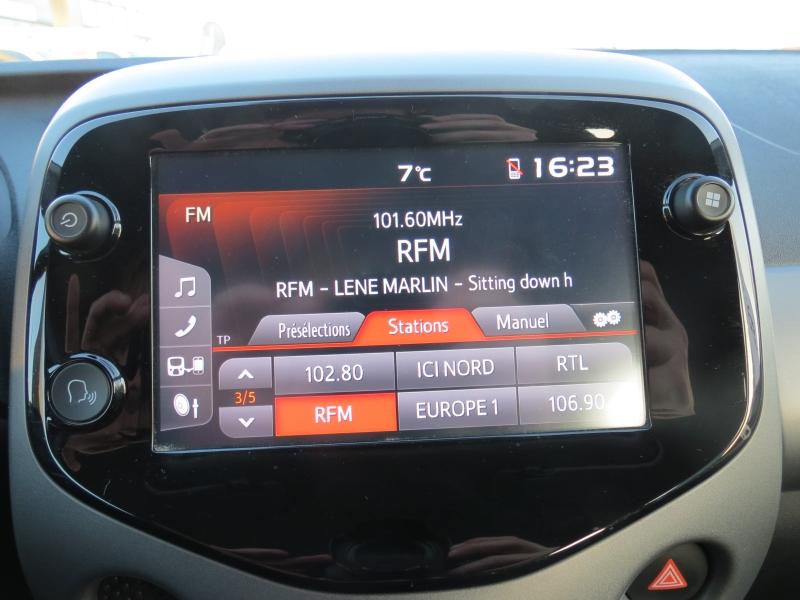 7°C 16:23
FM
101.60MHz
RFM
RFM - LENE MARLIN - Sitting down h
TP Présélections Stations Manuel
102.80 ICI NORD RTL
3/5
RFM EUROPE 1 106.90